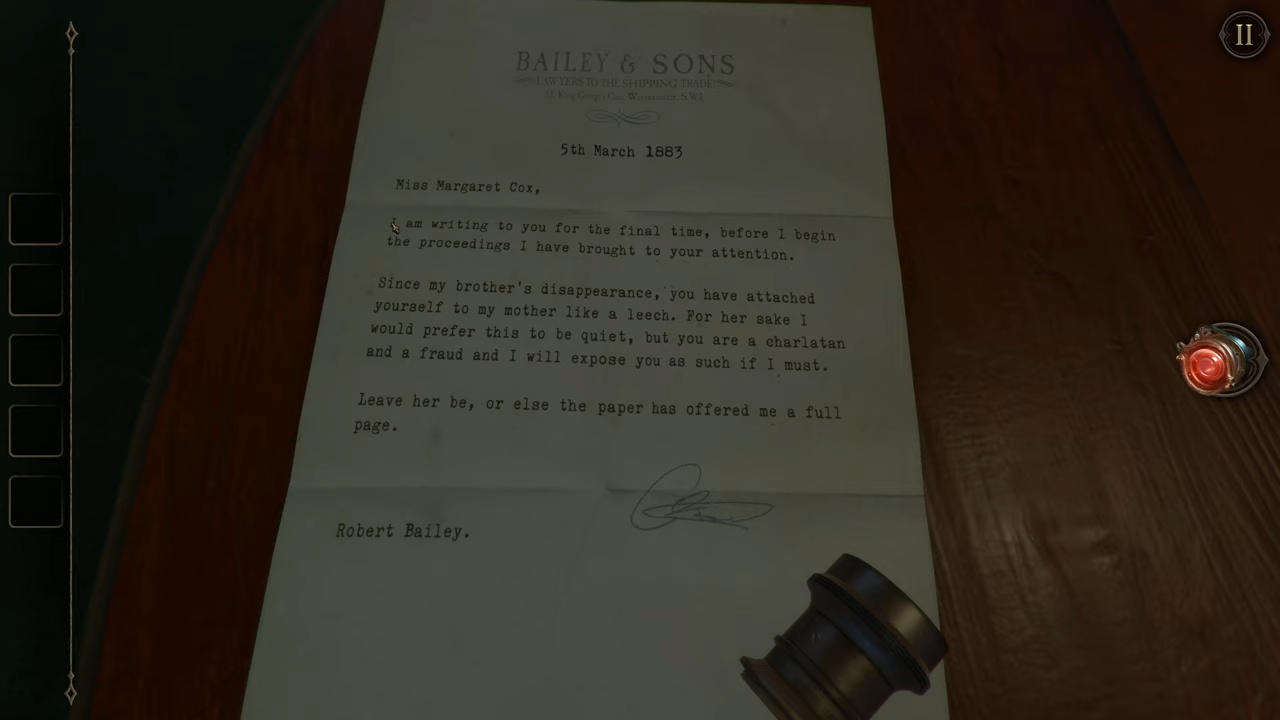 II
BAILEY & SONS
LAWYERS TO THE SHIPPING TRADE
S.W.1
5th March 1883
Miss Margaret Cox,
I am writing to you for the final time, before I begin
the proceedings I have brought to your attention.
Since my brother's disappearance, you have attached
yourself to my mother like a leech. For her sake I
would prefer this to be quiet, but you are a charlatan
and a fraud and I will expose you as such if I must.
Leave her be, or else the paper has offered me a full
page.
Robert Bailey.